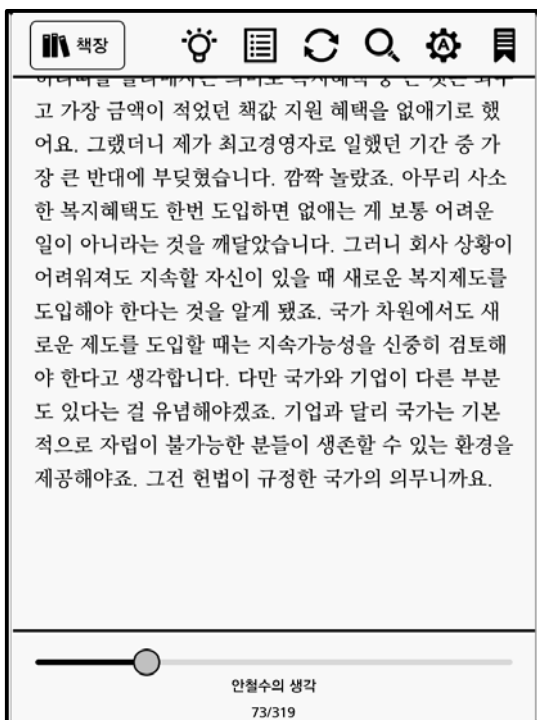 책장
고 가장 금액이 적었던 책값 지원 혜택을 없애기로 했
어요. 그랬더니 제가 최고경영자로 일했던 기간 중 가
장 큰 반대에 부딪혔습니다. 깜짝 놀랐죠. 아무리 사소
한 복지혜택도 한번 도입하면 없애는 게 보통 어려운
일이 아니라는 것을 깨달았습니다. 그러니 회사 상황이
어려워져도 지속할 자신이 있을 때 새로운 복지제도를
도입해야 한다는 것을 알게 됐죠. 국가 차원에서도 새
로운 제도를 도입할 때는 지속가능성을 신중히 검토해
야 한다고 생각합니다. 다만 국가와 기업이 다른 부분
도 있다는 걸 유념해야겠죠. 기업과 달리 국가는 기본
적으로 자립이 불가능한 분들이 생존할 수 있는 환경을
제공해야죠. 그건 헌법이 규정한 국가의 의무니까요.
안철수의 생각
73/319